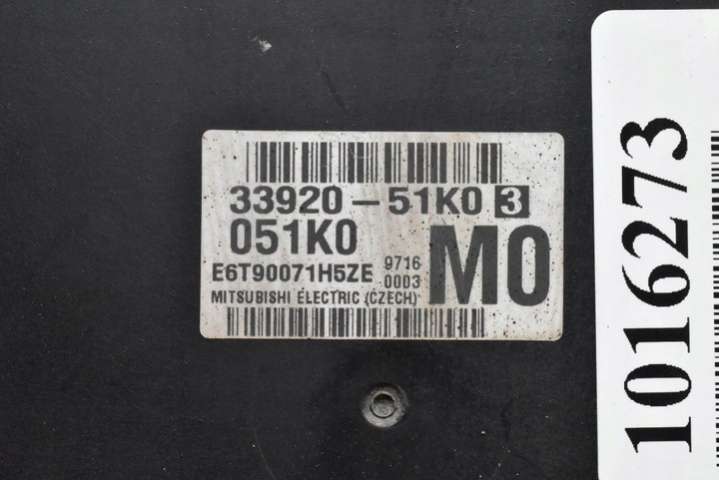 33920-51K0 3
051K0
E6T90071H5ZE 9716
0003
M0
MITSUBISHI ELECTRIC (CZECH)
1016273